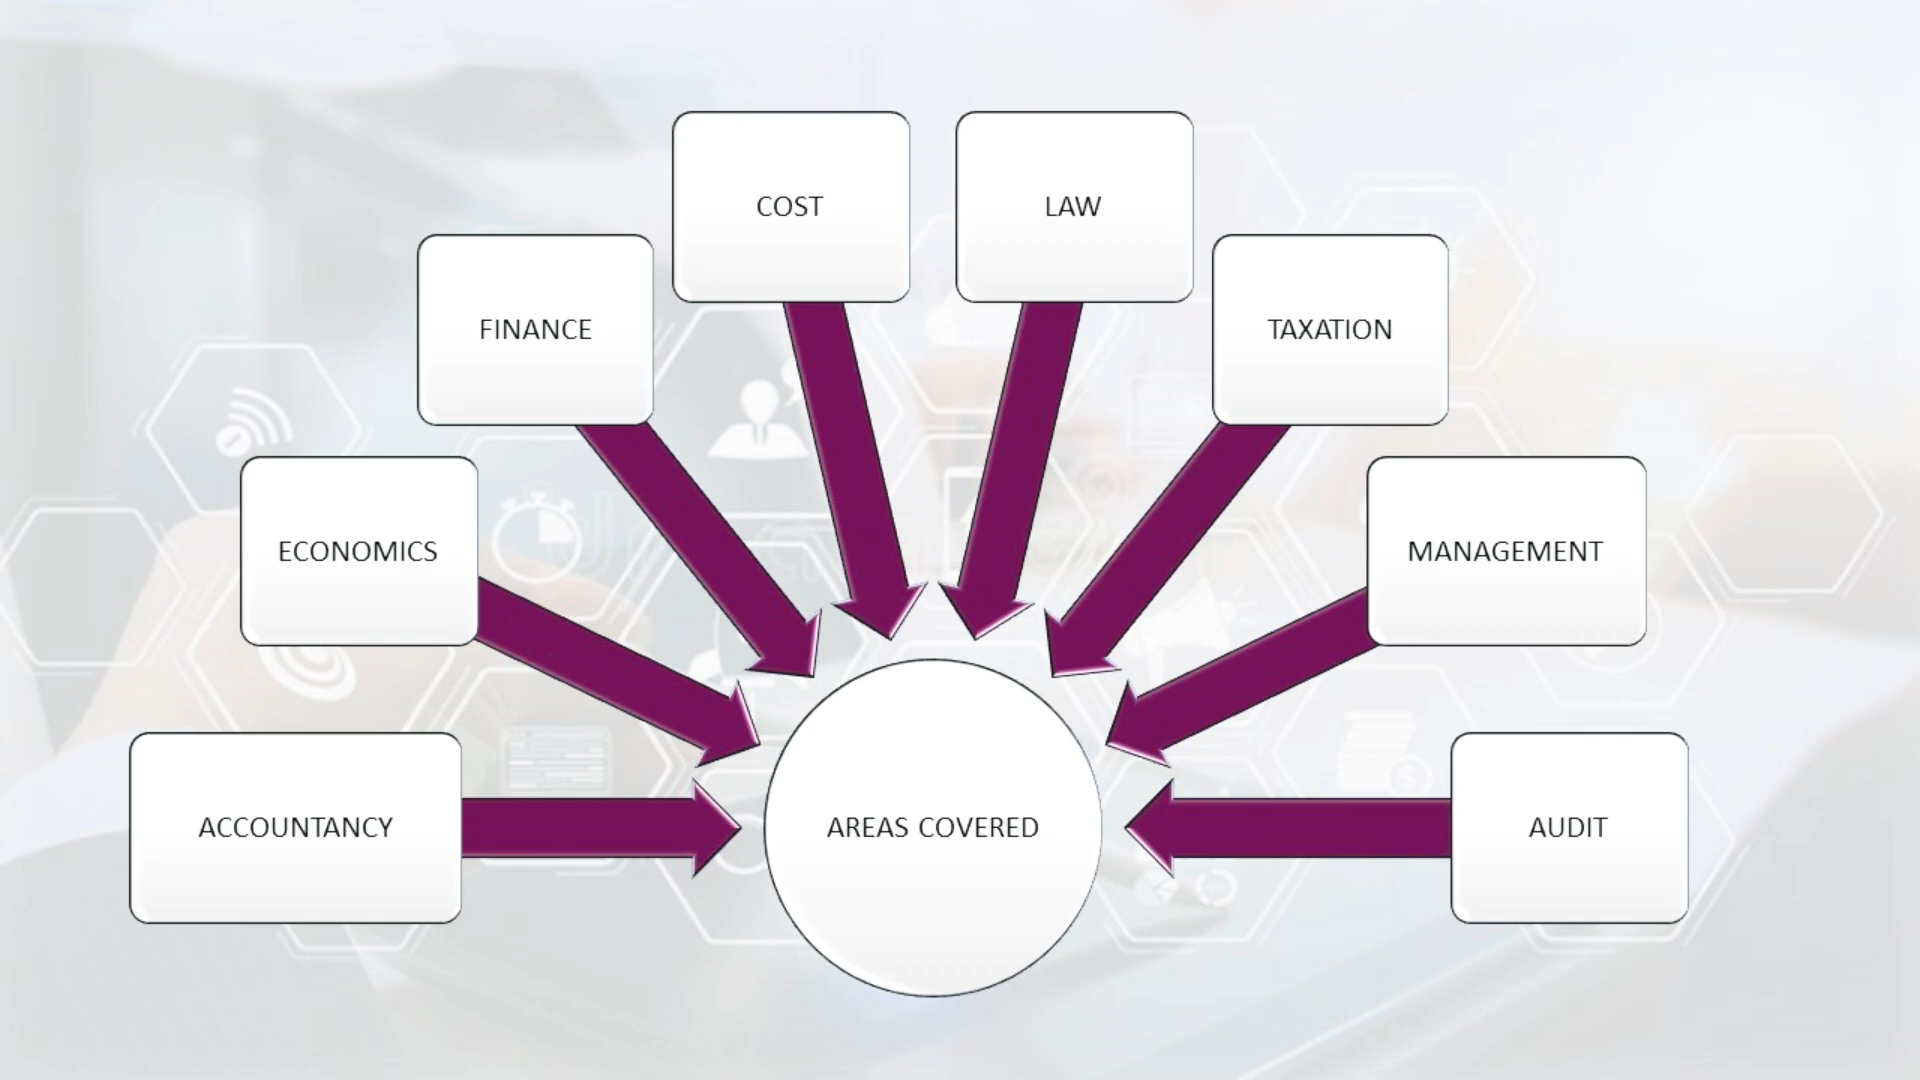 COST
LAW
FINANCE
TAXATION
ECONOMICS
MANAGEMENT
ACCOUNTANCY
AREAS COVERED
AUDIT